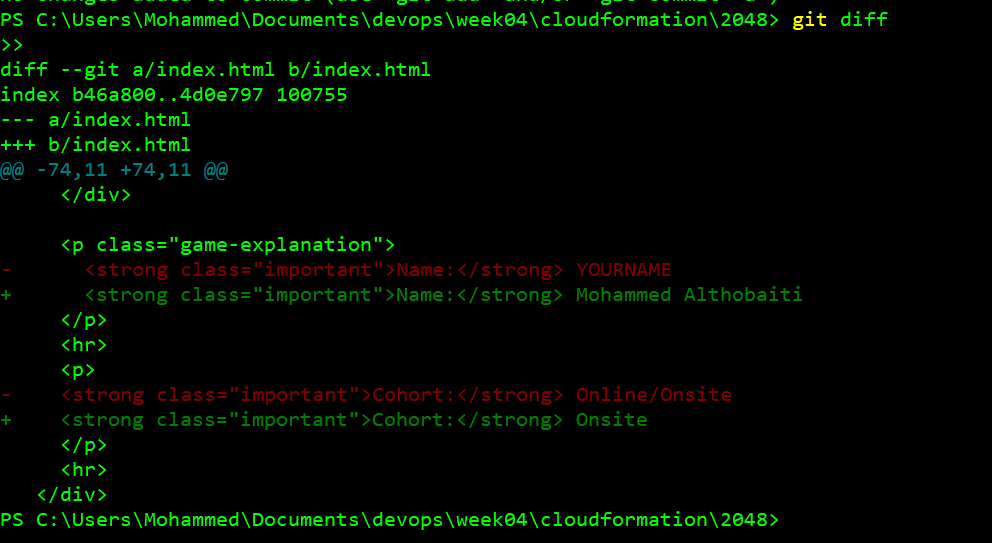 PS C:\Users\Mohammed\Documents\devops\week04\cloudformation\2048> git diff
>>
diff --git a/index.html b/index.html
index b46a800..4d0e797 100755
--- a/index.html
+++ b/index.html
@@ -74,11 +74,11 @@
     </div>

     <p class="game-explanation">
-      <strong class="important">Name:</strong> YOURNAME
+      <strong class="important">Name:</strong> Mohammed Althobaiti
     </p>
     <hr>
     <p>
-    <strong class="important">Cohort:</strong> Online/Onsite
+    <strong class="important">Cohort:</strong> Onsite
     </p>
     <hr>
   </div>
PS C:\Users\Mohammed\Documents\devops\week04\cloudformation\2048>